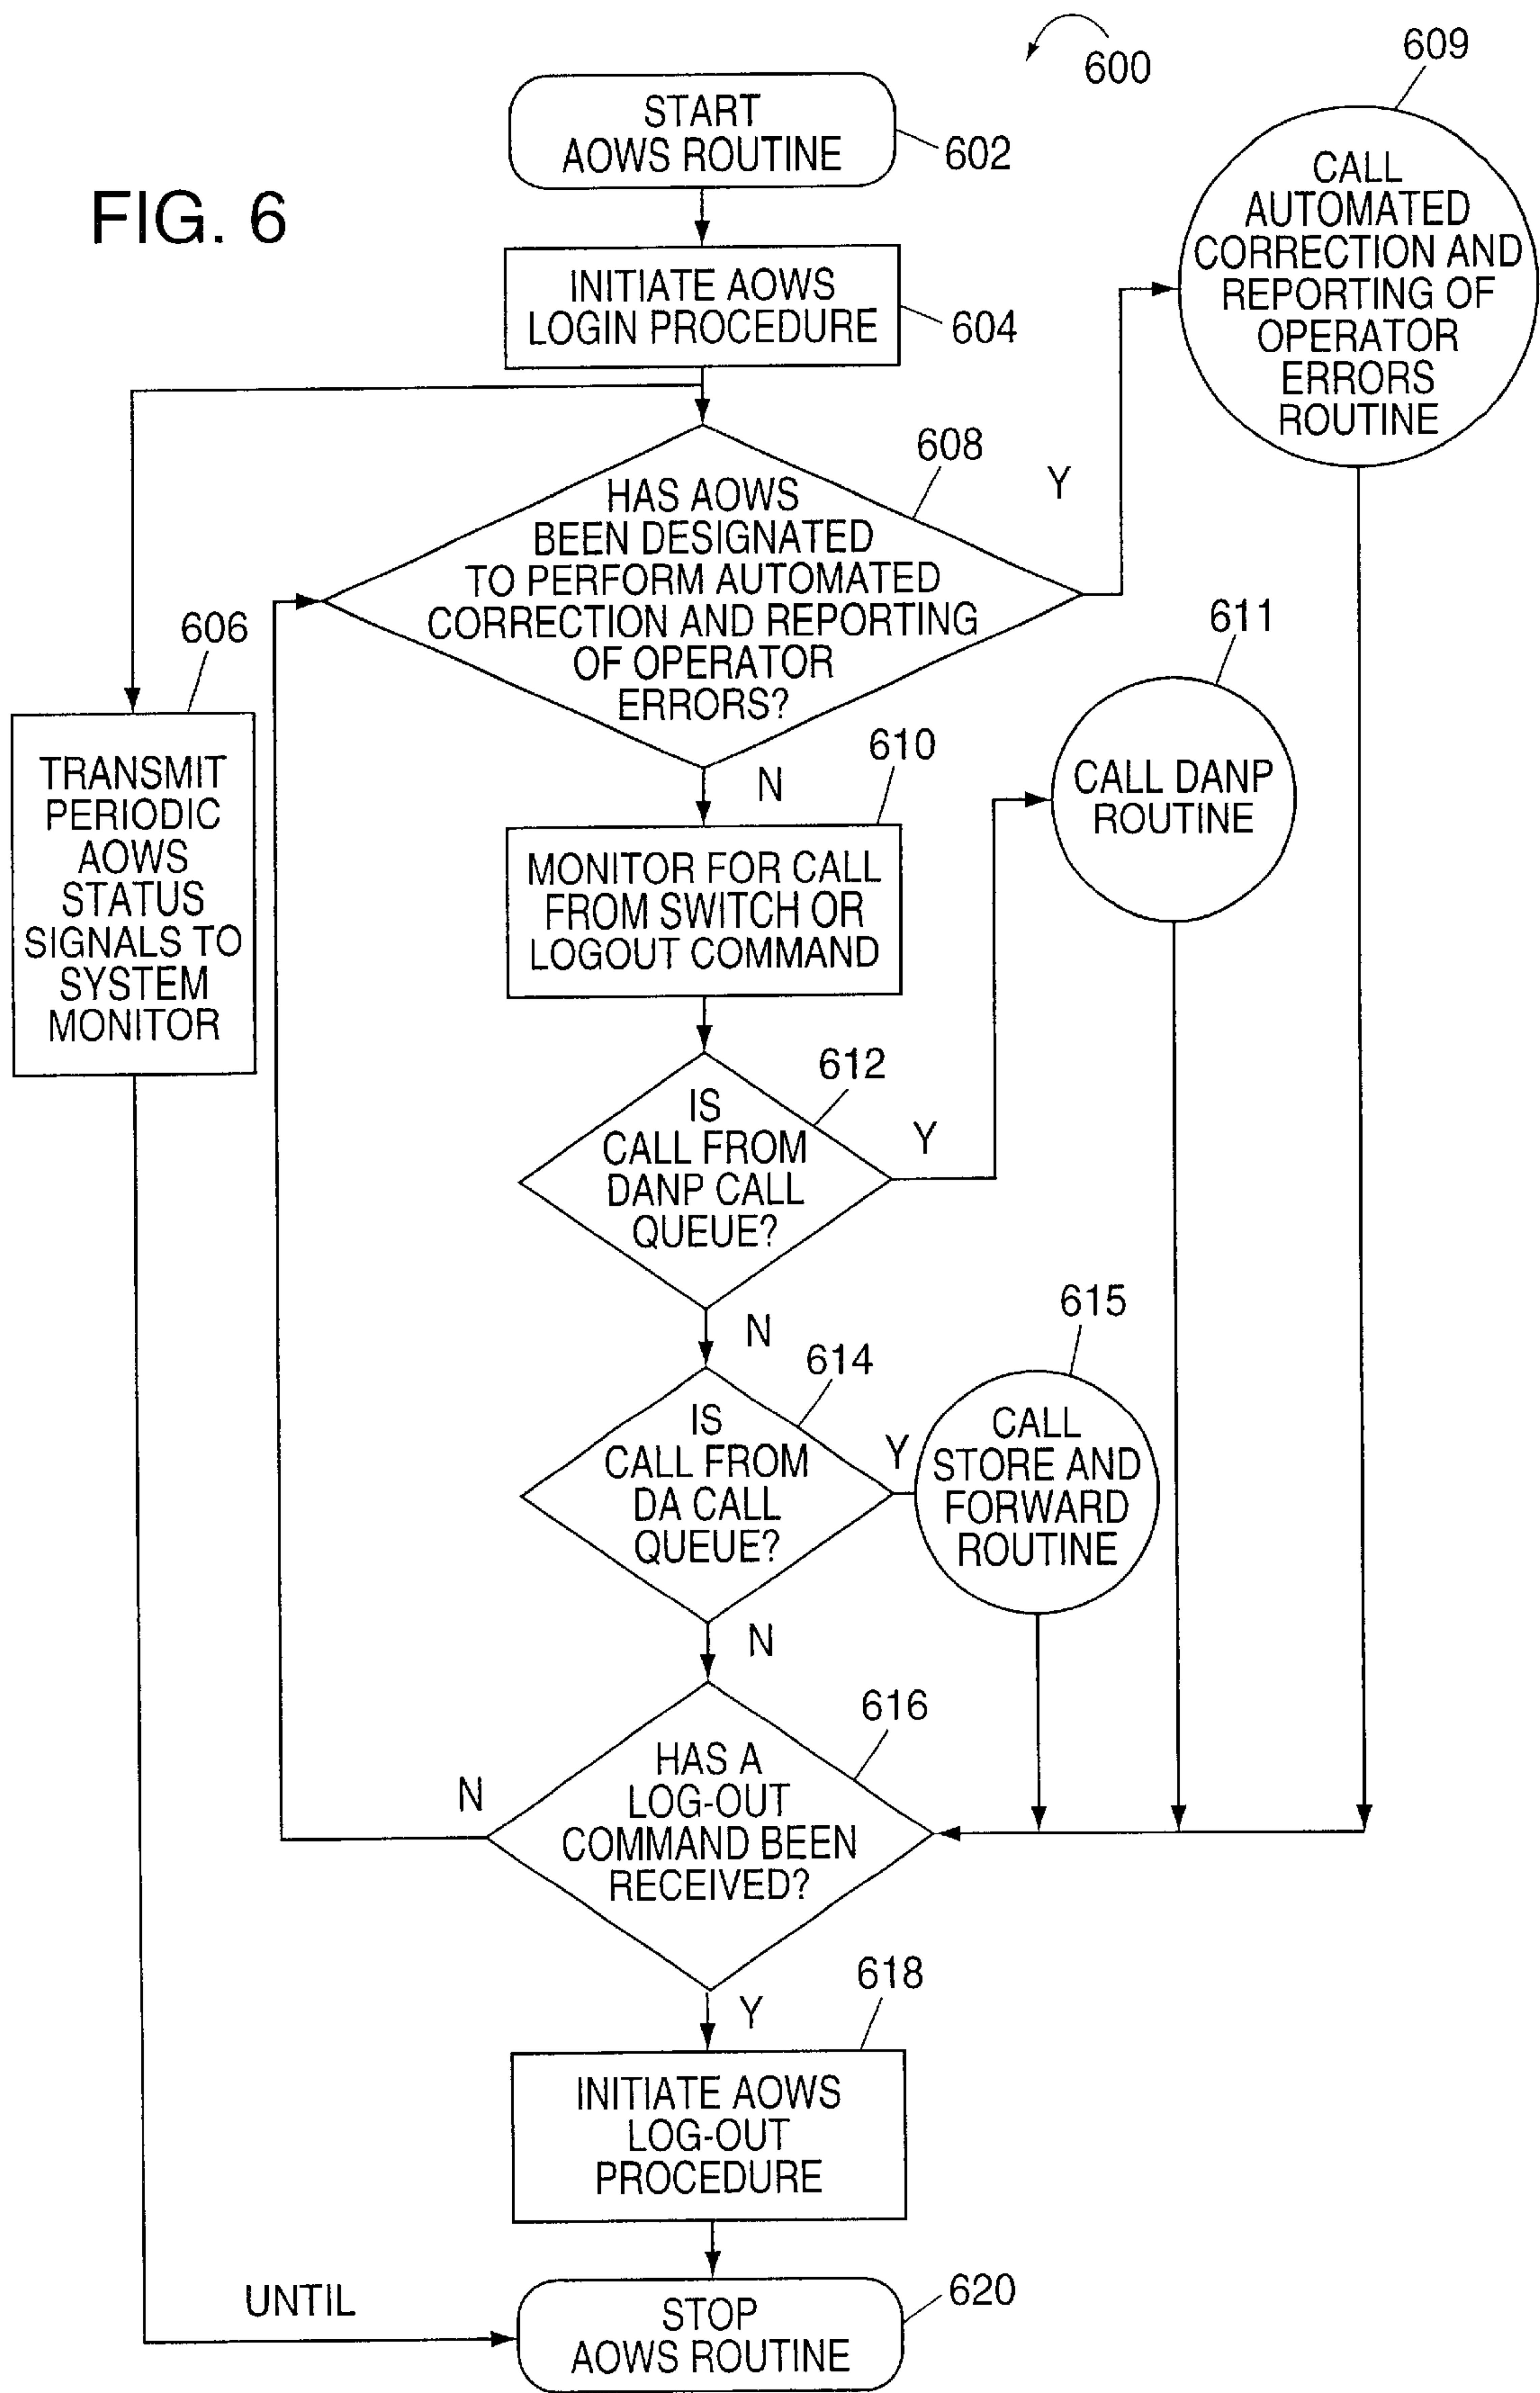 600
609
START
AOWS ROUTINE
602
FIG. 6
CALL
AUTOMATED
CORRECTION AND
REPORTING OF
OPERATOR
ERRORS
ROUTINE
INITIATE AOWS
LOGIN PROCEDURE
604
608
Y
HAS AOWS
BEEN DESIGNATED
TO PERFORM AUTOMATED
CORRECTION AND REPORTING
OF OPERATOR
ERRORS?
606
TRANSMIT
PERIODIC
AOWS
STATUS
SIGNALS TO
SYSTEM
MONITOR
611
CALL DANP
ROUTINE
N
610
MONITOR FOR CALL
FROM SWITCH OR
LOGOUT COMMAND
612
IS
CALL FROM
DANP CALL
QUEUE?
Y
N
614
IS
CALL FROM
DA CALL
QUEUE?
Y
615
CALL
STORE AND
FORWARD
ROUTINE
N
616
HAS A
LOG-OUT
COMMAND BEEN
RECEIVED?
N
Y
618
INITIATE AOWS
LOG-OUT
PROCEDURE
UNTIL
STOP
AOWS ROUTINE
620